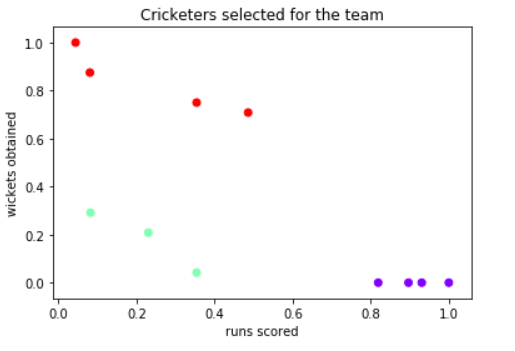 Cricketers selected for the team
wickets obtained
1.0
0.8
0.6
0.4
0.2
0.0
0.0 0.2 0.4 0.6 0.8 1.0
runs scored